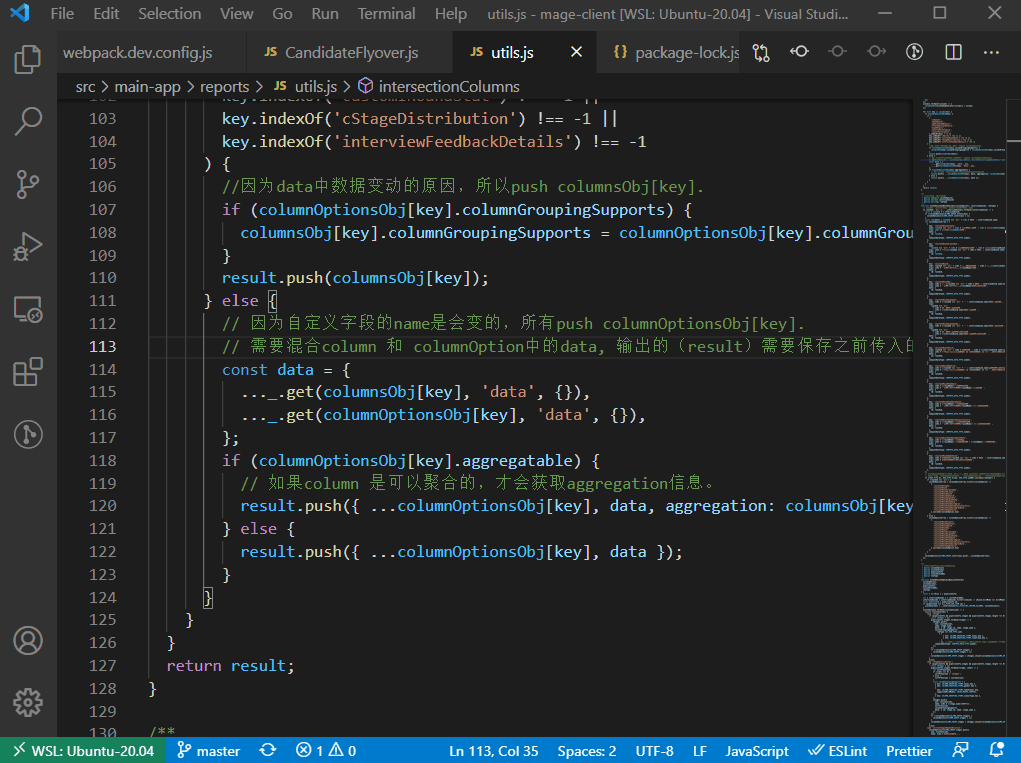 File Edit Selection View Go Run Terminal Help utils.js - mage-client [WSL: Ubuntu-20.04] - Visual Studi...
webpack.dev.config.js JS CandidateFlyover.js JS utils.js {} package-lock.js
src > main-app > reports > JS utils.js > intersectionColumns
103 key.indexOf('cStageDistribution') !== -1 ||
104 key.indexOf('interviewFeedbackDetails') !== -1
105 ) {
106 //因为data中数据变动的原因，所以push columnsObj[key].
107 if (columnOptionsObj[key].columnGroupingSupports) {
108 columnsObj[key].columnGroupingSupports = columnOptionsObj[key].columnGrou
109 }
110 result.push(columnsObj[key]);
111 } else {
112 // 因为自定义字段的name是会变的，所有push columnOptionsObj[key].
113 // 需要混合column 和 columnOption中的data, 输出的（result）需要保存之前传入的
114 const data = {
115 ..._.get(columnsObj[key], 'data', {}),
116 ..._.get(columnOptionsObj[key], 'data', {}),
117 };
118 if (columnOptionsObj[key].aggregatable) {
119 // 如果column 是可以聚合的，才会获取aggregation信息。
120 result.push({ ...columnOptionsObj[key], data, aggregation: columnsObj[key
121 } else {
122 result.push({ ...columnOptionsObj[key], data });
123 }
124 }
125 }
126 }
127 return result;
128 }
129
130 /**
WSL: Ubuntu-20.04 master 1 0 Ln 113, Col 35 Spaces: 2 UTF-8 LF JavaScript ESLint Prettier